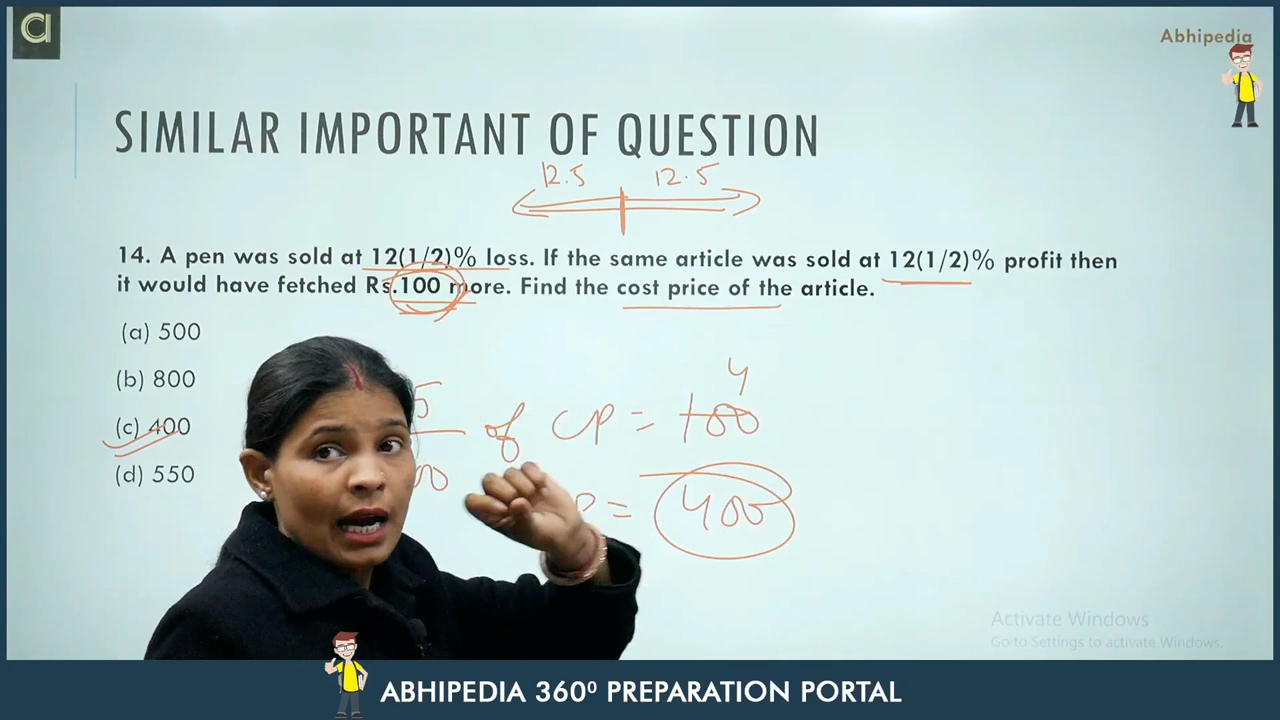 a
Abhipedia
SIMILAR IMPORTANT OF QUESTION
12.5 12.5
14. A pen was sold at 12(1/2)% loss. If the same article was sold at 12(1/2)% profit then
it would have fetched Rs.100 more. Find the cost price of the article.
(a) 500
(b) 800
4
5 of CP = 100
(c) 400
(d) 550
= 400
Activate Windows
Go to Settings to activate Windows.
ABHIPEDIA 360⁰ PREPARATION PORTAL